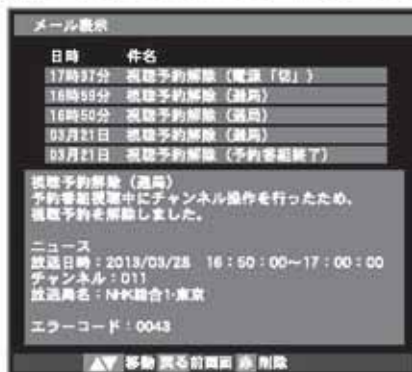 メール表示
日時 件名
17時37分 視聴予約解除（電源「切」）
16時59分 視聴予約解除（選局）
16時50分 視聴予約解除（選局）
03月21日 視聴予約解除（選局）
03月21日 視聴予約解除（予約番組終了）
視聴予約解除（選局）
予約番組視聴中にチャンネル操作を行ったため、
視聴予約を解除しました。
ニュース
放送日時：2013/03/28 16：50：00～17：00：00
チャンネル：011
放送局名：NHK総合1・東京
エラーコード：0043
▲▼ 移動 戻る 前画面 赤 削除